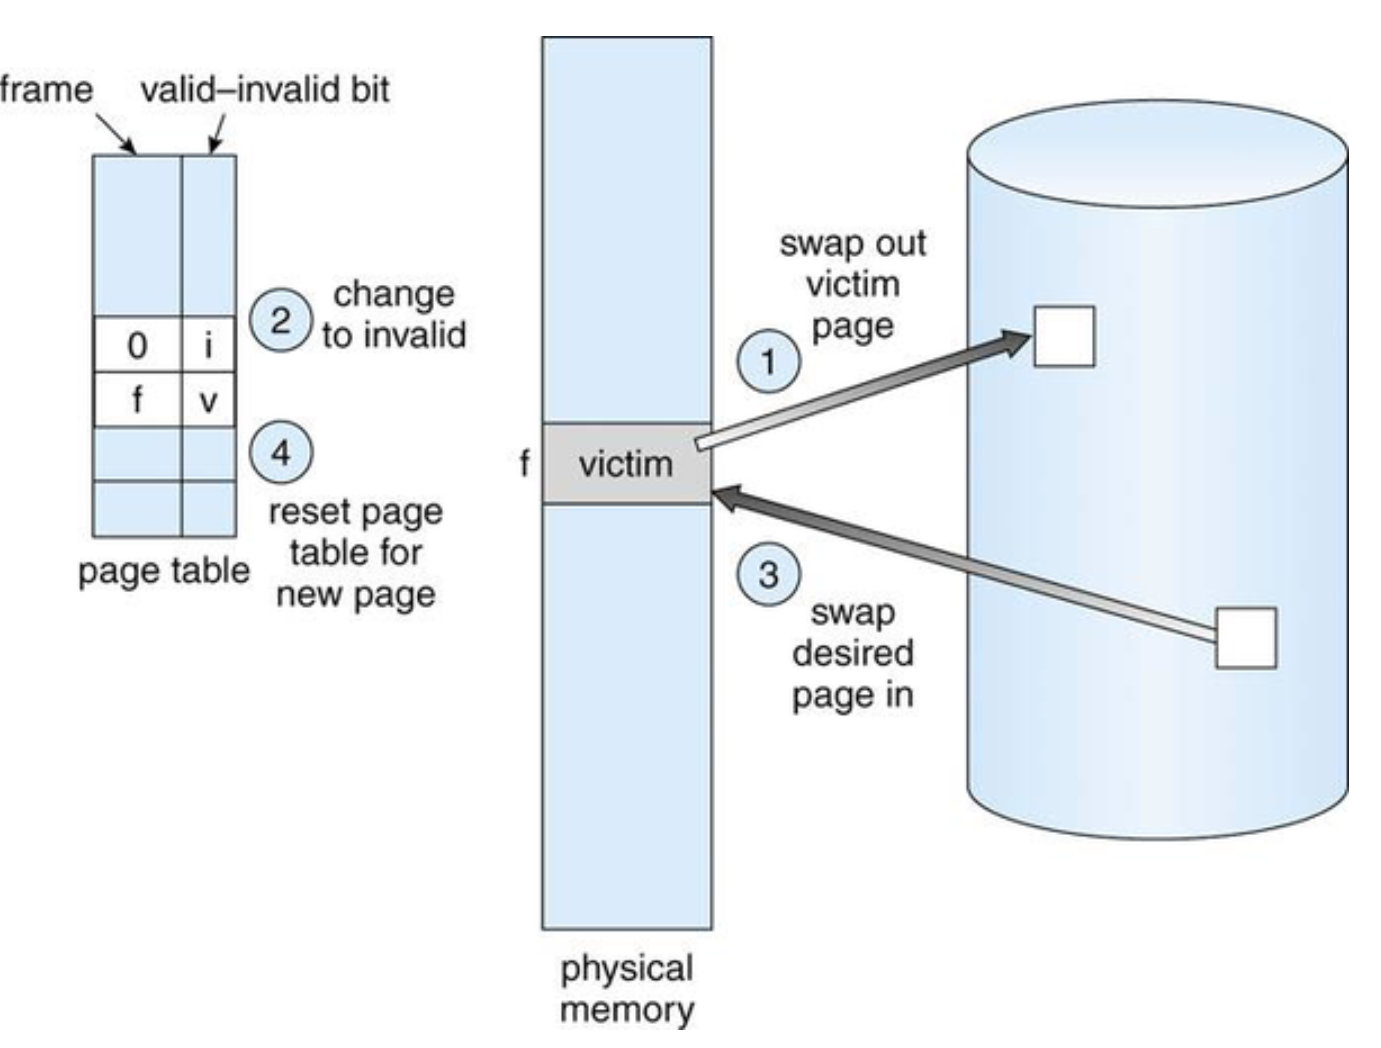 frame
valid–invalid bit
0 i
f v
page table
2
change
to invalid
4
reset page
table for
new page
f
victim
physical
memory
1
swap out
victim
page
3
swap
desired
page in